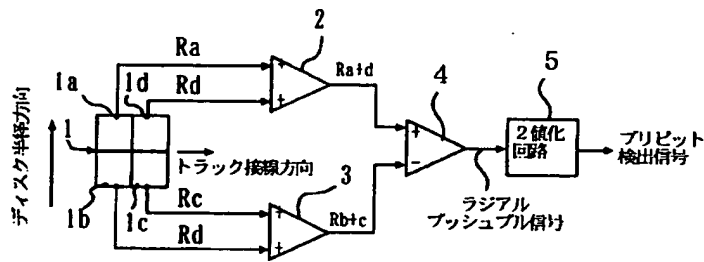 2
Ra
1a
1d
Rd
Ra+d
4
5
ディスク半径方向
1
トラック接線方向
2値化
回路
プリピット
検出信号
1b
1c
Rc
3
Rb+c
Rd
ラジアル
プッシュプル信号
+
+
+
+
+
-